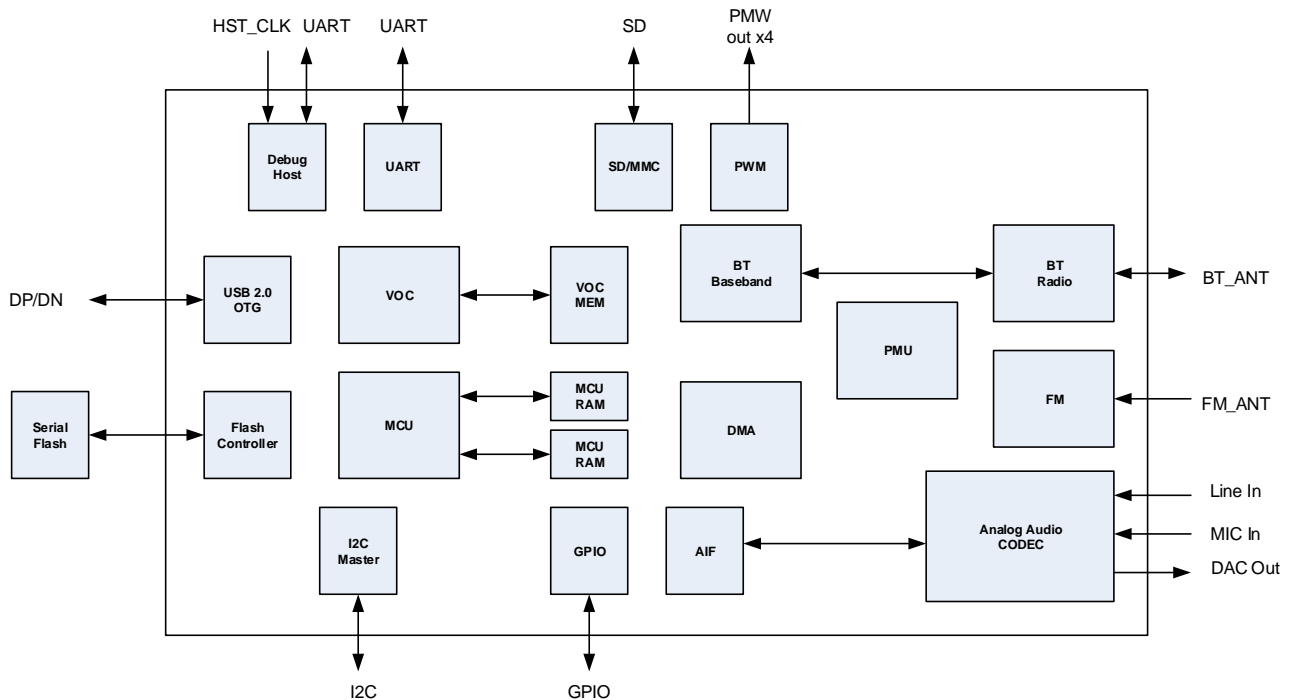 HST_CLK UART UART SD PMW
out x4
Debug
Host
UART
SD/MMC
PWM
USB 2.0
OTG
VOC
VOC
MEM
BT
Baseband
BT
Radio
DP/DN
BT_ANT
PMU
Serial
Flash
Flash
Controller
MCU
MCU
RAM
MCU
RAM
DMA
FM
FM_ANT
I2C
Master
GPIO
AIF
Analog Audio
CODEC
Line In
MIC In
DAC Out
I2C
GPIO